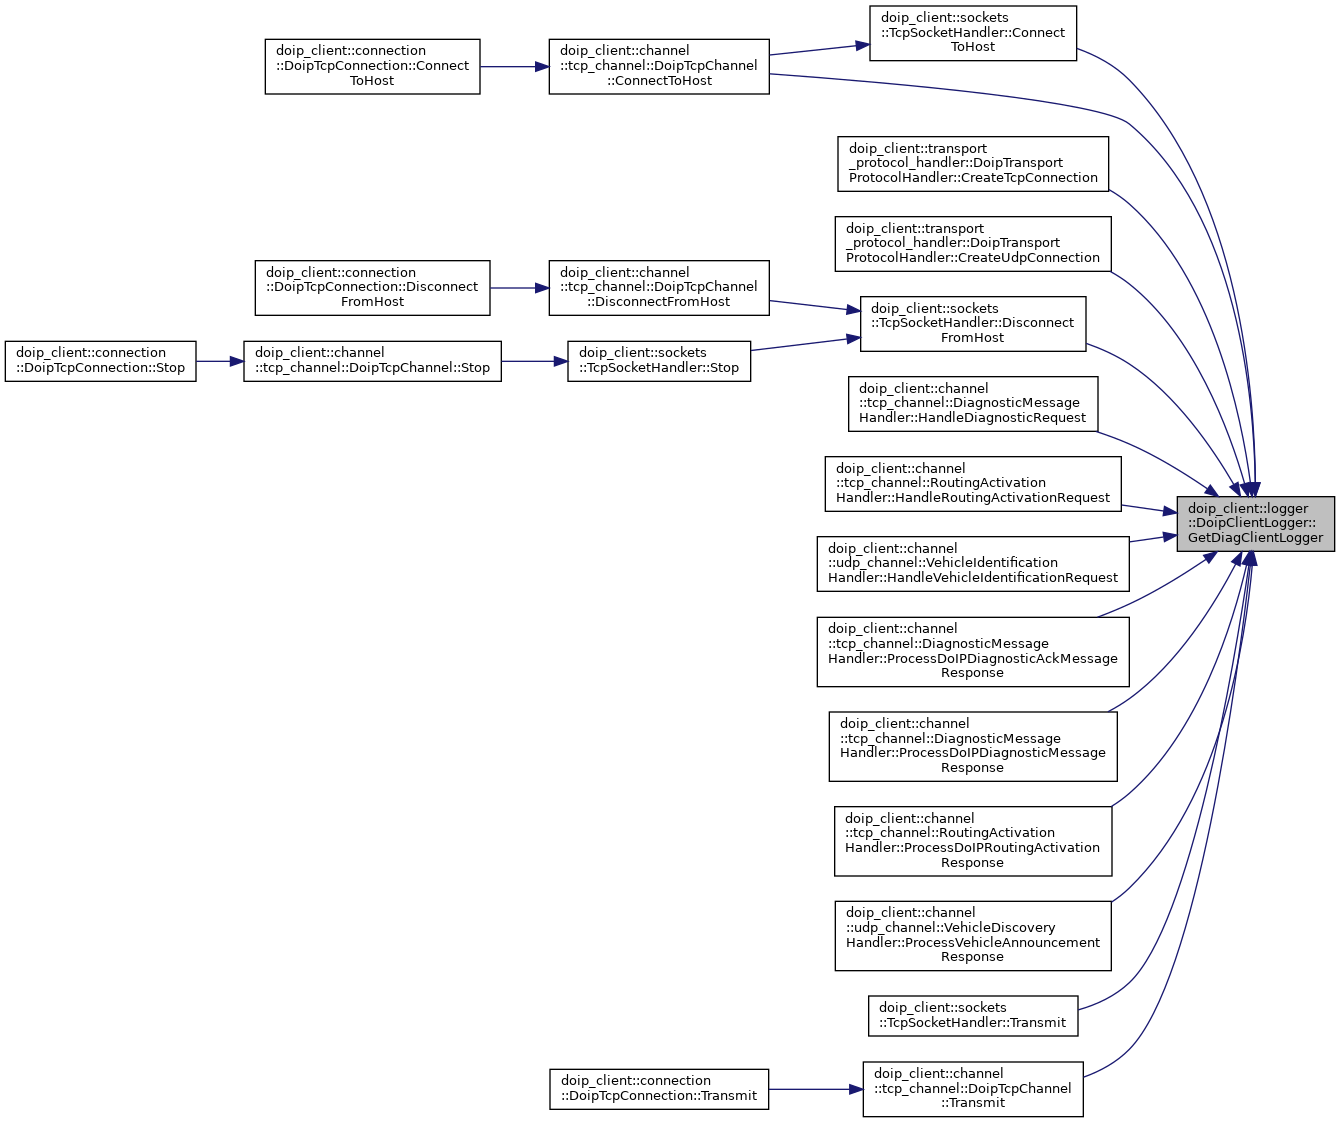 doip_client::sockets
::TcpSocketHandler::Connect
ToHost
doip_client::connection
::DoipTcpConnection::Connect
ToHost
doip_client::channel
::tcp_channel::DoipTcpChannel
::ConnectToHost
doip_client::transport
_protocol_handler::DoipTransport
ProtocolHandler::CreateTcpConnection
doip_client::transport
_protocol_handler::DoipTransport
ProtocolHandler::CreateUdpConnection
doip_client::connection
::DoipTcpConnection::Disconnect
FromHost
doip_client::channel
::tcp_channel::DoipTcpChannel
::DisconnectFromHost
doip_client::sockets
::TcpSocketHandler::Disconnect
FromHost
doip_client::connection
::DoipTcpConnection::Stop
doip_client::channel
::tcp_channel::DoipTcpChannel::Stop
doip_client::sockets
::TcpSocketHandler::Stop
doip_client::channel
::tcp_channel::DiagnosticMessage
Handler::HandleDiagnosticRequest
doip_client::channel
::tcp_channel::RoutingActivation
Handler::HandleRoutingActivationRequest
doip_client::logger
::DoipClientLogger::
GetDiagClientLogger
doip_client::channel
::udp_channel::VehicleIdentification
Handler::HandleVehicleIdentificationRequest
doip_client::channel
::tcp_channel::DiagnosticMessage
Handler::ProcessDoIPDiagnosticAckMessage
Response
doip_client::channel
::tcp_channel::DiagnosticMessage
Handler::ProcessDoIPDiagnosticMessage
Response
doip_client::channel
::tcp_channel::RoutingActivation
Handler::ProcessDoIPRoutingActivation
Response
doip_client::channel
::udp_channel::VehicleDiscovery
Handler::ProcessVehicleAnnouncement
Response
doip_client::sockets
::TcpSocketHandler::Transmit
doip_client::connection
::DoipTcpConnection::Transmit
doip_client::channel
::tcp_channel::DoipTcpChannel
::Transmit